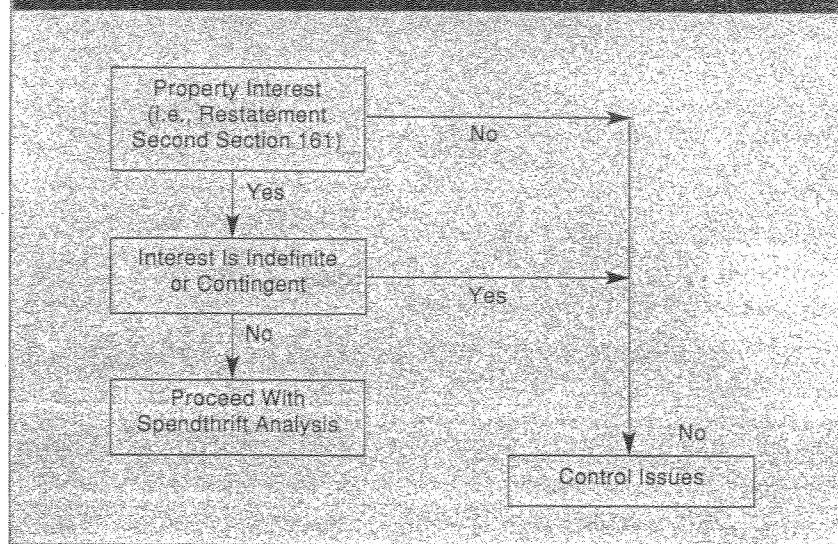 Property Interest
(i.e., Restatement
Second Section 161)
No
Yes
Interest Is Indefinite
or Contingent
Yes
No
Proceed With
Spendthrift Analysis
No
Control Issues